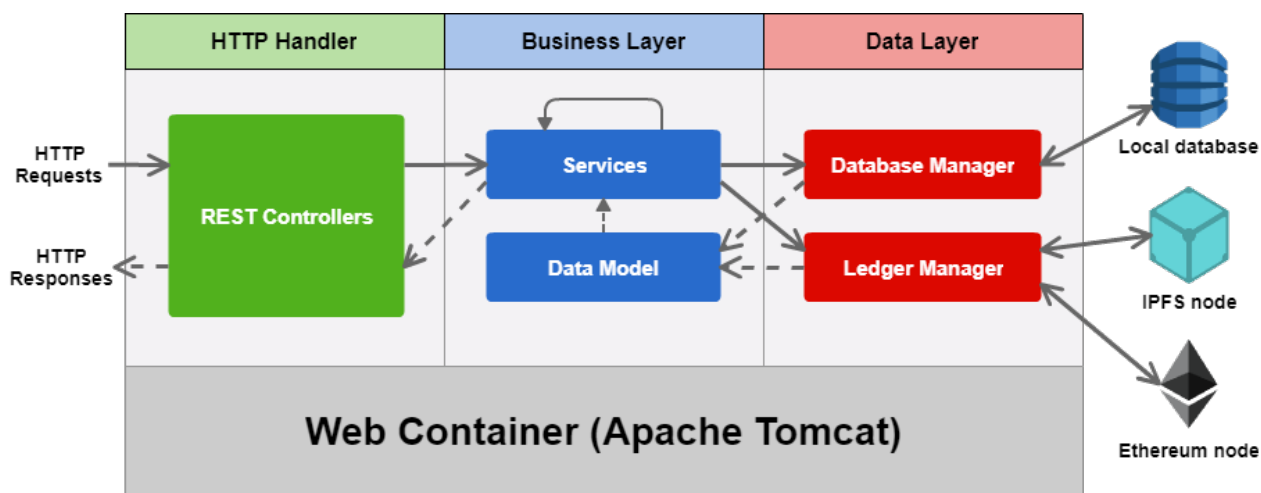 HTTP Handler
Business Layer
Data Layer
HTTP
Requests
HTTP
Responses
REST Controllers
Services
Data Model
Database Manager
Ledger Manager
Local database
IPFS node
Ethereum node
Web Container (Apache Tomcat)